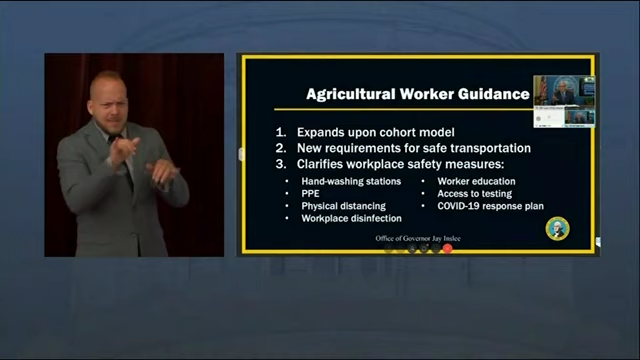 Agricultural Worker Guidance
1. Expands upon cohort model
2. New requirements for safe transportation
3. Clarifies workplace safety measures:
• Hand-washing stations
• PPE
• Physical distancing
• Workplace disinfection
• Worker education
• Access to testing
• COVID-19 response plan
Office of Governor Jay Inslee